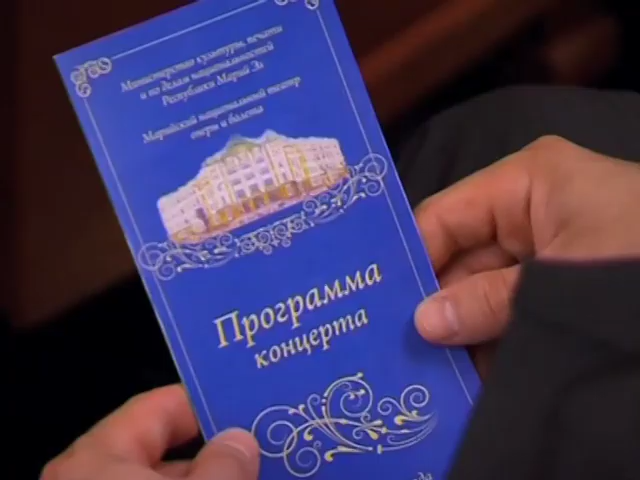 Министерство культуры, печати
и по делам национальностей
Республики Марий Эл
Марийский национальный театр
оперы и балета
Программа
концерта